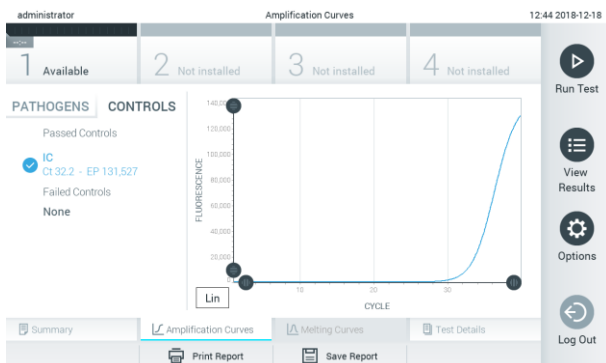 administrator Amplification Curves 12:44 2018-12-18
1 Available 2 Not installed 3 Not installed 4 Not installed
Run Test
PATHOGENS CONTROLS
Passed Controls
IC
Ct 32.2 - EP 131,527
Failed Controls
None
140,000
120,000
100,000
80,000
60,000
40,000
20,000
0
FLUORESCENCE
10 20 30
CYCLE
Lin
View
Results
Options
Log Out
Summary Amplification Curves Melting Curves Test Details
Print Report Save Report